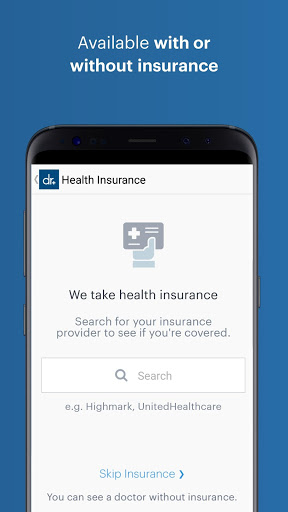 Available with or
without insurance
dr+ Health Insurance
We take health insurance
Search for your insurance
provider to see if you're covered.
Search
e.g. Highmark, UnitedHealthcare
Skip Insurance ❯
You can see a doctor without insurance.